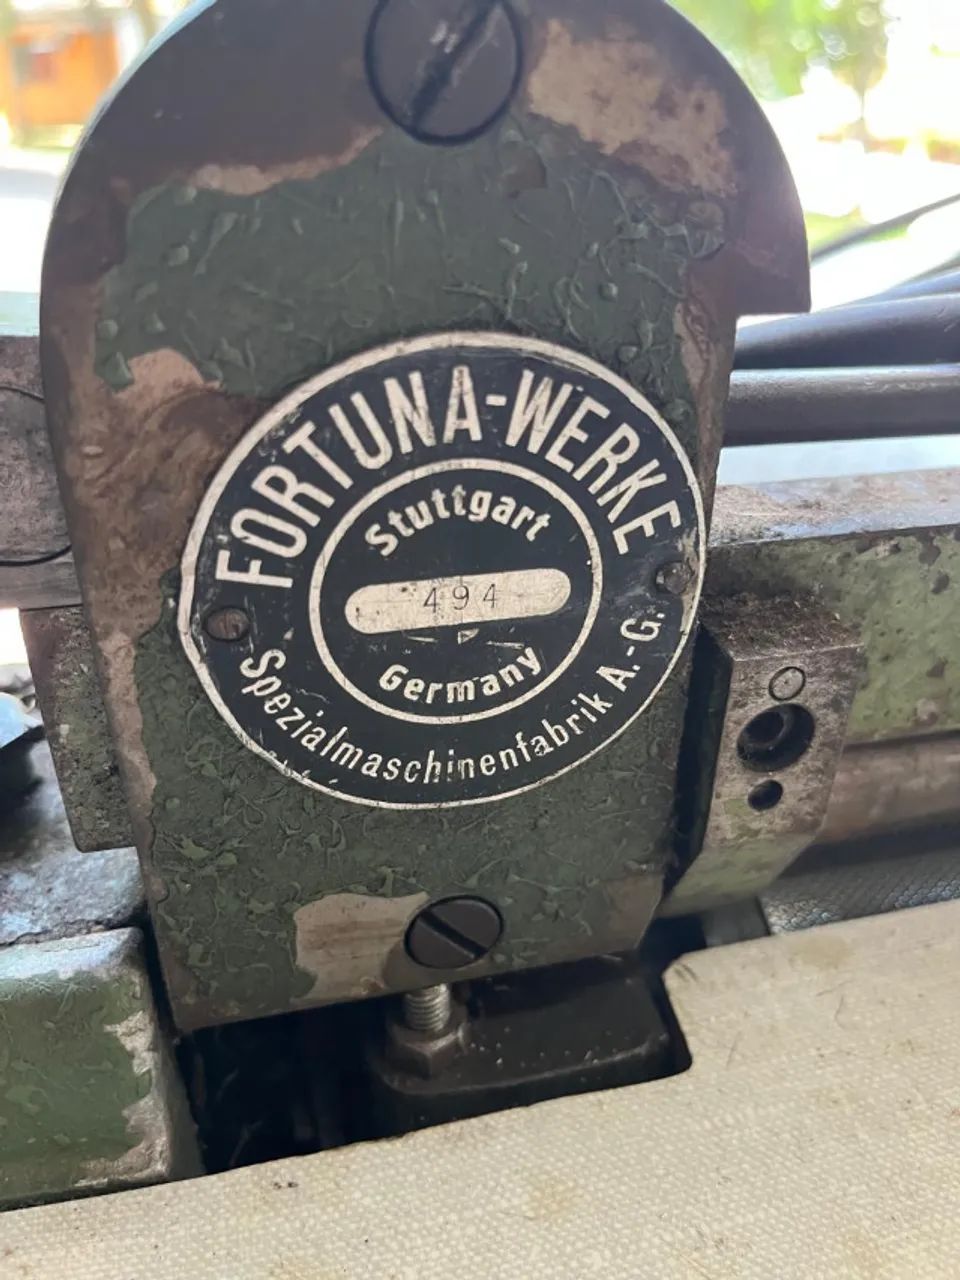 FORTUNA-WERKE
Stuttgart
494
Germany
Spezialmaschinenfabrik A.-G.